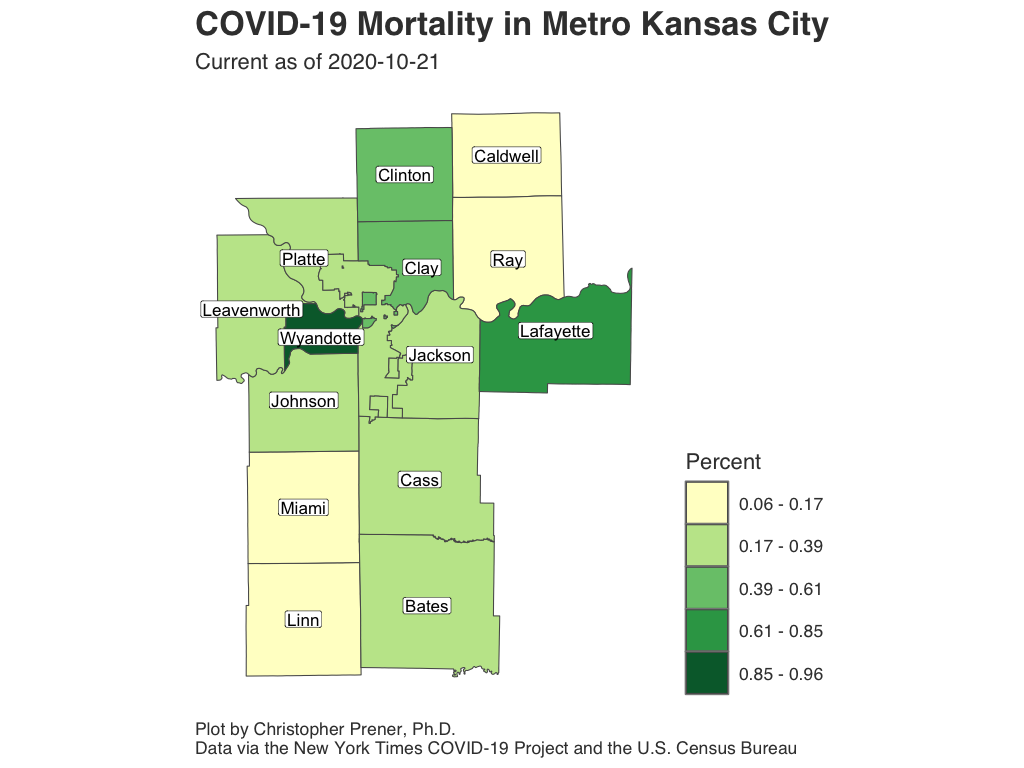 COVID-19 Mortality in Metro Kansas City
Current as of 2020-10-21
Caldwell
Clinton
Platte
Clay
Ray
Leavenworth
Wyandotte
Lafayette
Jackson
Johnson
Cass
Miami
Bates
Linn
Percent
0.06 - 0.17
0.17 - 0.39
0.39 - 0.61
0.61 - 0.85
0.85 - 0.96
Plot by Christopher Prener, Ph.D.
Data via the New York Times COVID-19 Project and the U.S. Census Bureau